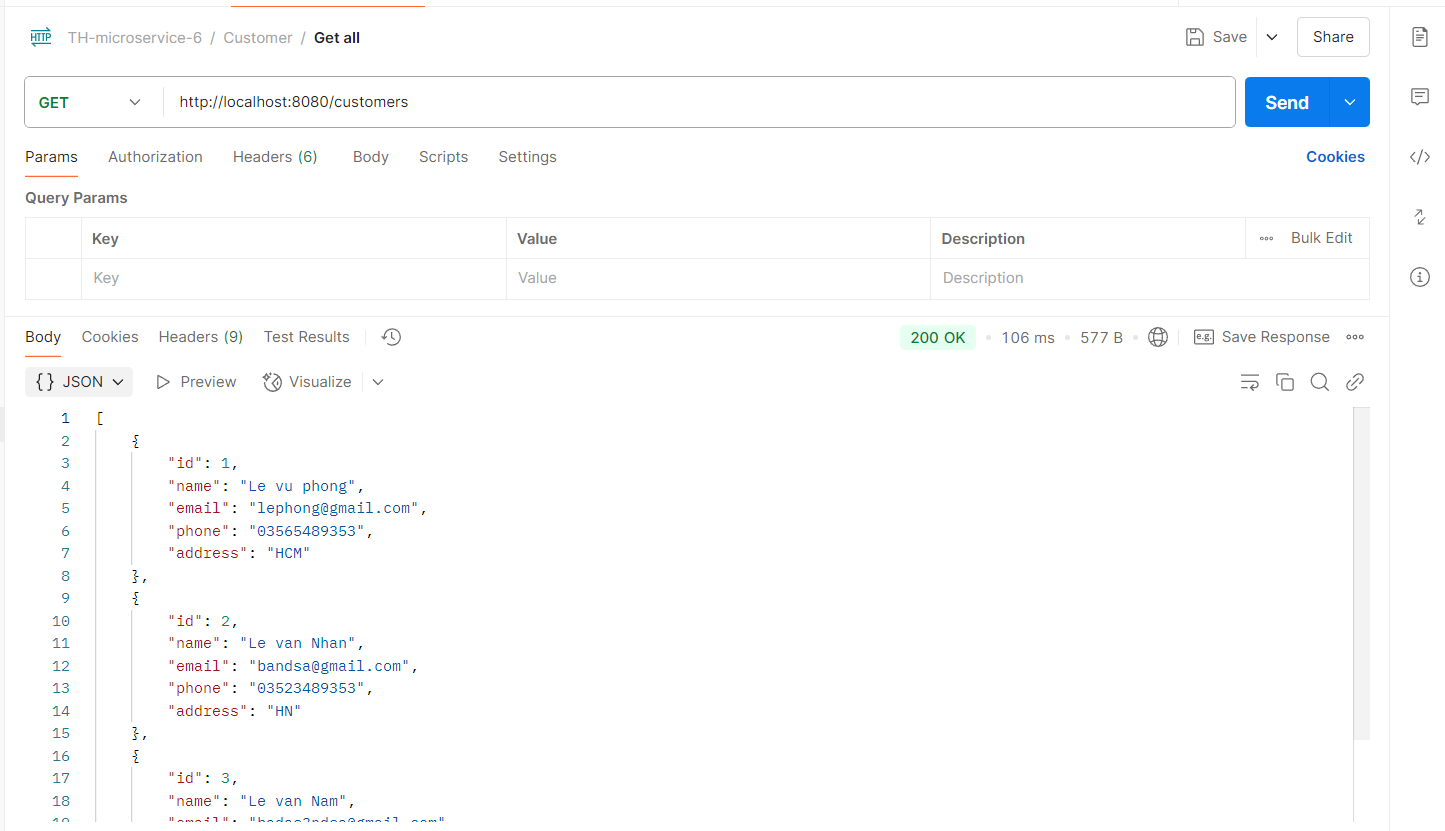 HTTP TH-microservice-6 / Customer / Get all Save Share
GET http://localhost:8080/customers Send
Params Authorization Headers (6) Body Scripts Settings Cookies
Query Params
Key Value Description Bulk Edit
Key Value Description
Body Cookies Headers (9) Test Results 200 OK 106 ms 577 B e.g. Save Response
{} JSON Preview Visualize
1 [
2 {
3 "id": 1,
4 "name": "Le vu phong",
5 "email": "lephong@gmail.com",
6 "phone": "03565489353",
7 "address": "HCM"
8 },
9 {
10 "id": 2,
11 "name": "Le van Nhan",
12 "email": "bandsa@gmail.com",
13 "phone": "03523489353",
14 "address": "HN"
15 },
16 {
17 "id": 3,
18 "name": "Le van Nam",
19 "email":